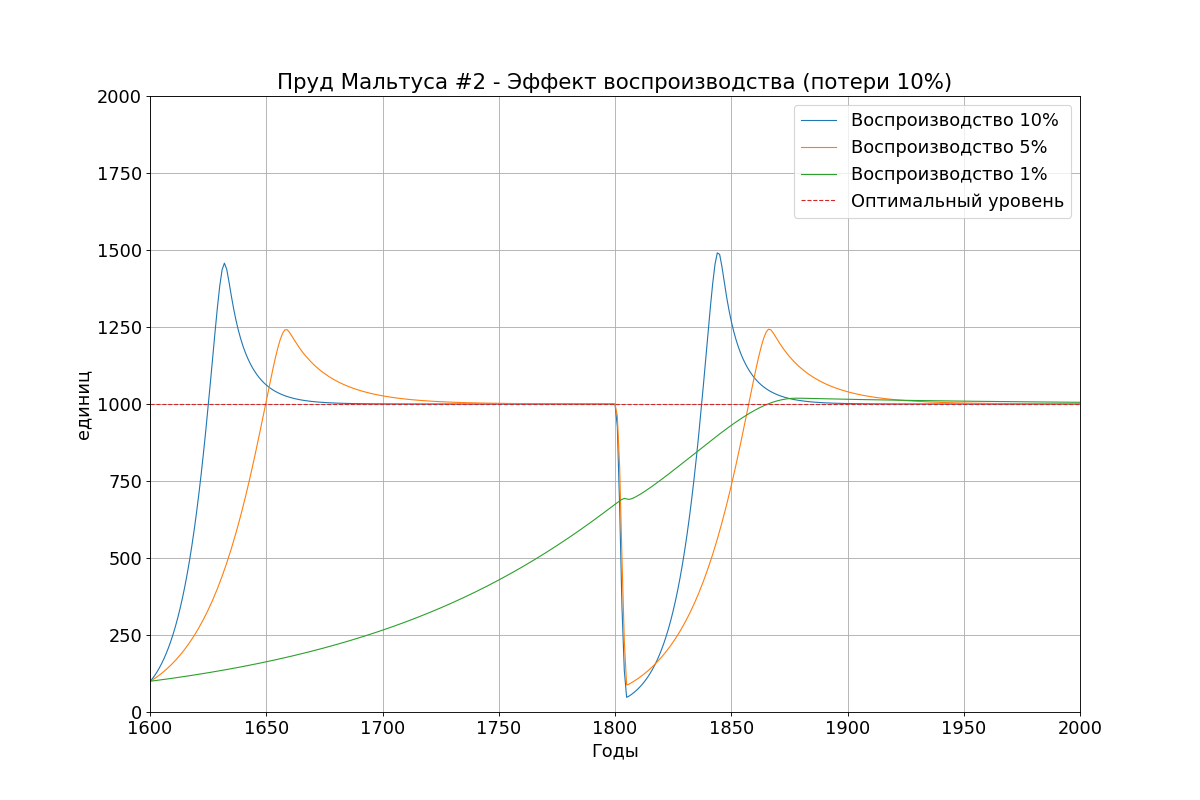 Пруд Мальтуса #2 - Эффект воспроизводства (потери 10%)
Воспроизводство 10%
Воспроизводство 5%
Воспроизводство 1%
Оптимальный уровень
2000
1750
1500
1250
1000
750
500
250
0
единиц
1600 1650 1700 1750 1800 1850 1900 1950 2000
Годы